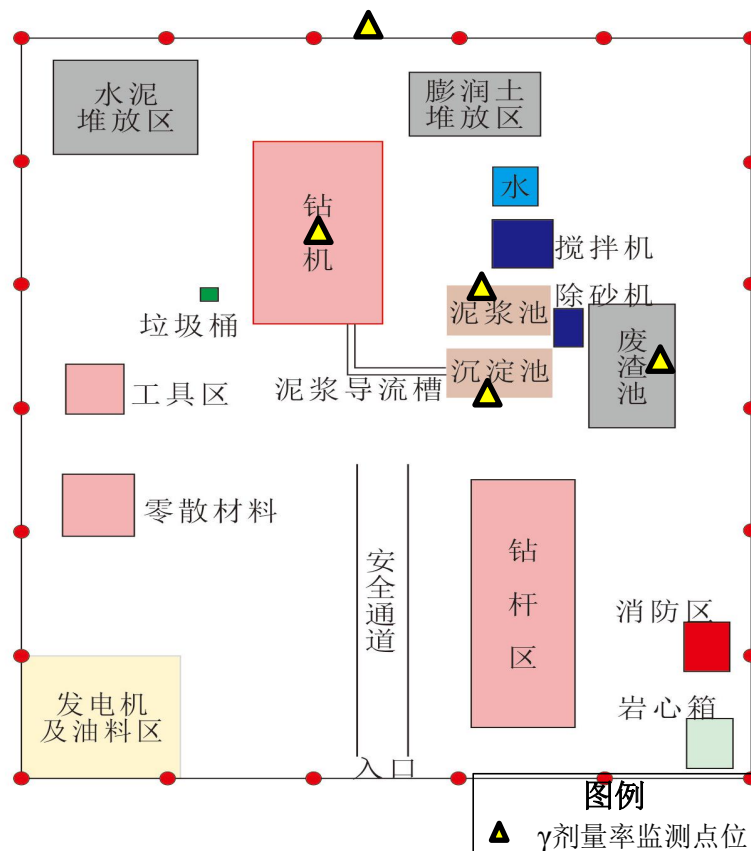 水泥
堆放区
膨润土
堆放区
钻
机
水
搅拌机
除砂机
泥浆池
垃圾桶
废
渣
池
沉淀池
泥浆导流槽
工具区
零散材料
安
全
通
道
钻
杆
区
消防区
发电机
及油料区
岩心箱
入口
图例
γ剂量率监测点位